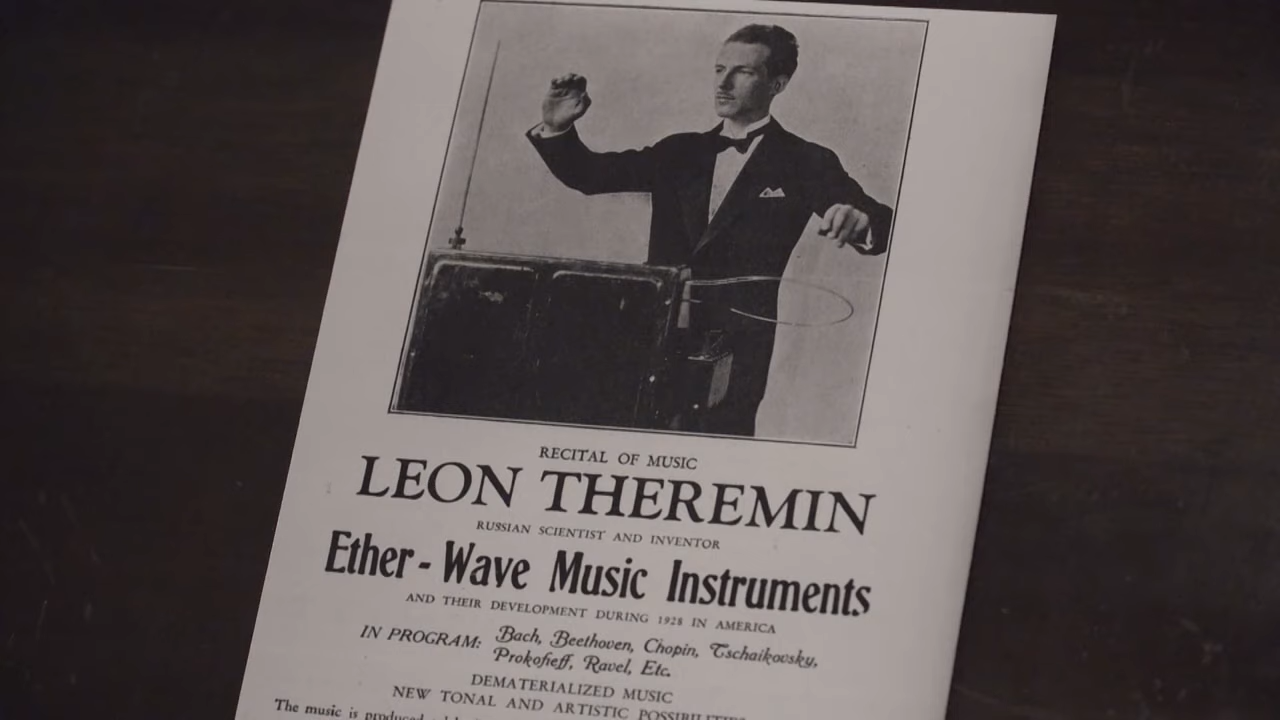 RECITAL OF MUSIC
LEON THEREMIN
RUSSIAN SCIENTIST AND INVENTOR
Ether-Wave Music Instruments
AND THEIR DEVELOPMENT DURING 1928 IN AMERICA
IN PROGRAM: Bach, Beethoven, Chopin, Tschaikovsky,
Prokofieff, Ravel, Etc.
DEMATERIALIZED MUSIC
NEW TONAL AND ARTISTIC POSSIBILITIES
The music is produced